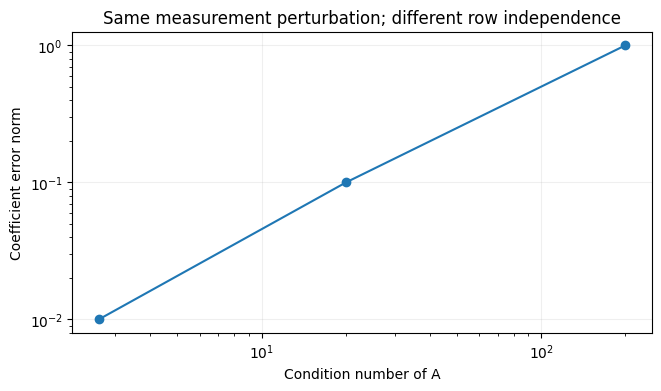 Same measurement perturbation; different row independence
Coefficient error norm
10⁰
10⁻¹
10⁻²
10¹
10²
Condition number of A